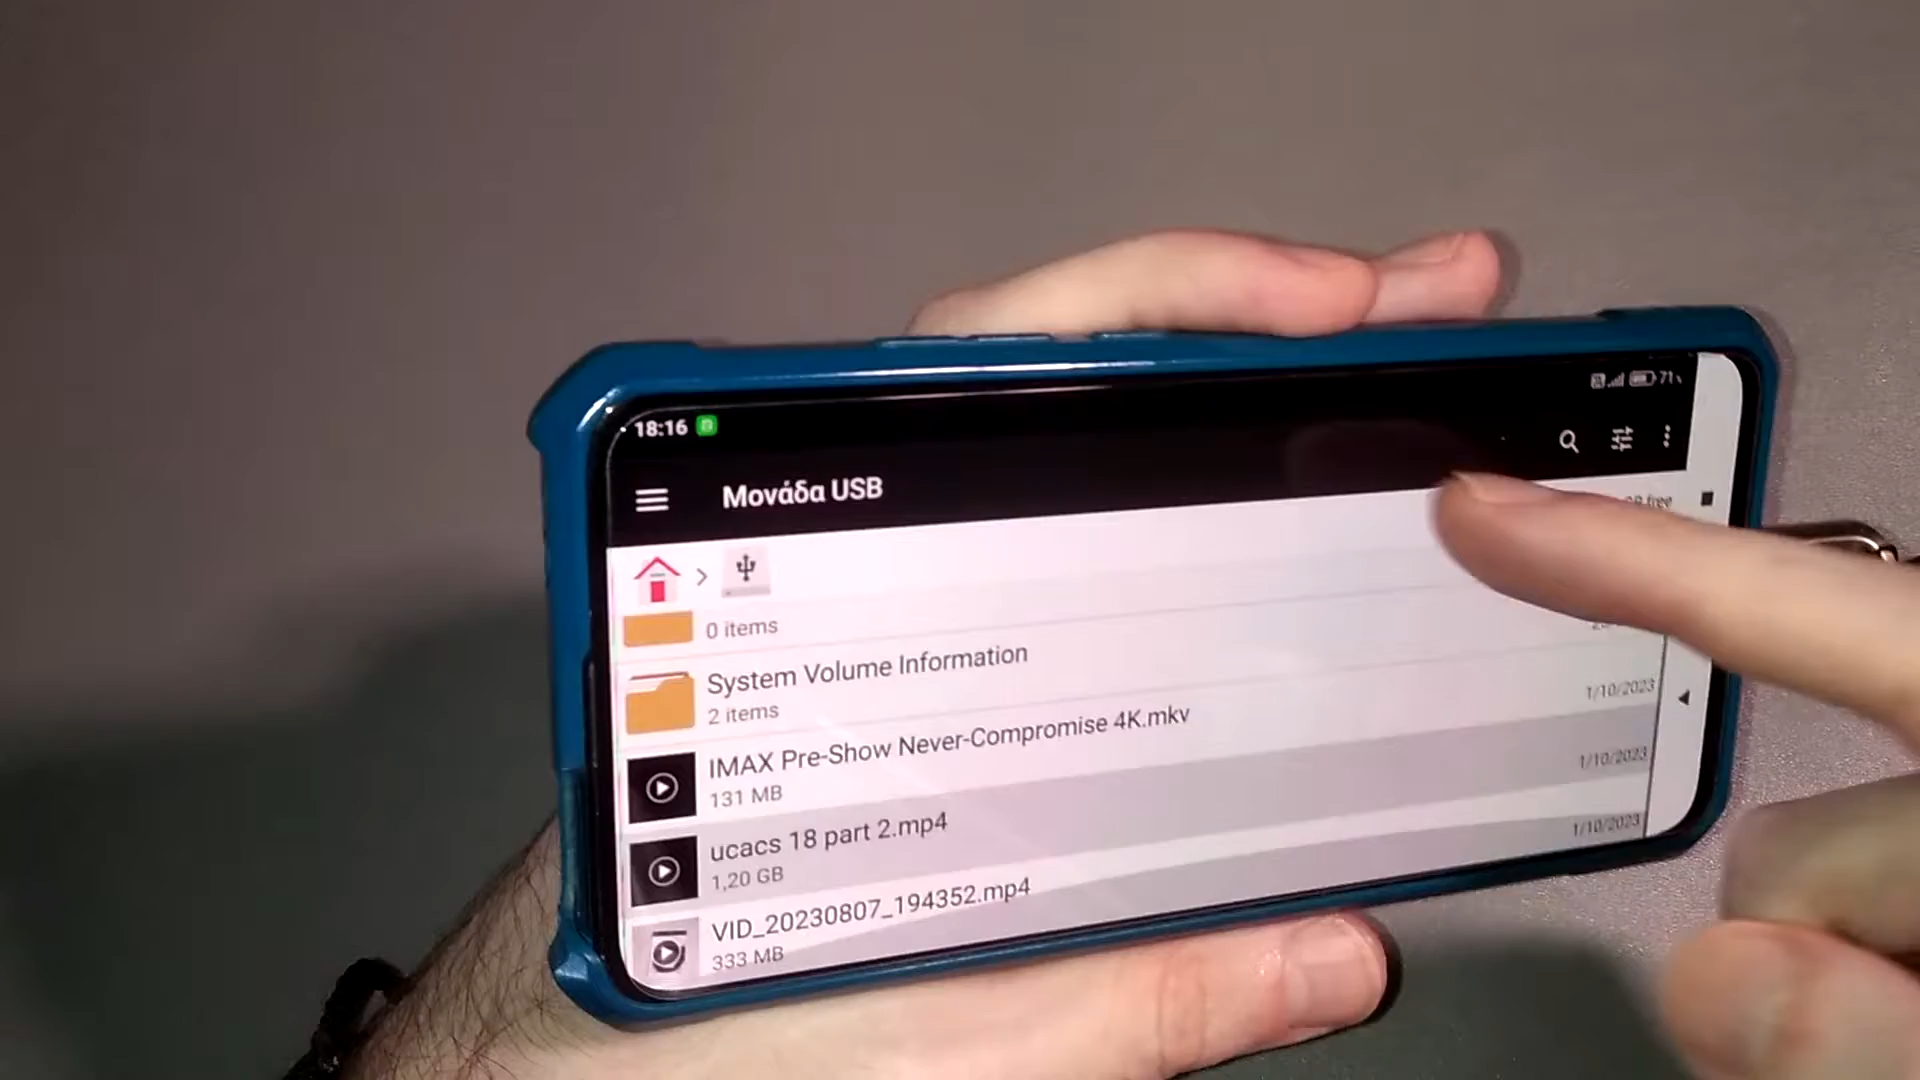 18:16
71%
Μονάδα USB
free
0 items
System Volume Information
2 items
1/10/2023
IMAX Pre-Show Never-Compromise 4K.mkv
131 MB
1/10/2023
ucacs 18 part 2.mp4
1,20 GB
1/10/2023
VID_20230807_194352.mp4
333 MB